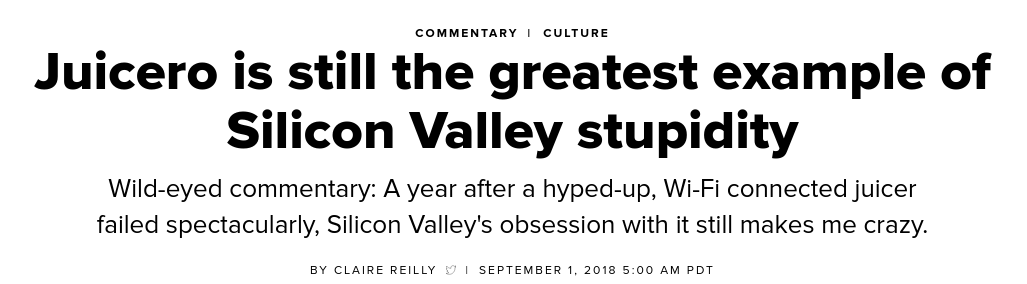 COMMENTARY | CULTURE
Juicero is still the greatest example of
Silicon Valley stupidity
Wild-eyed commentary: A year after a hyped-up, Wi-Fi connected juicer
failed spectacularly, Silicon Valley's obsession with it still makes me crazy.
BY CLAIRE REILLY | SEPTEMBER 1, 2018 5:00 AM PDT